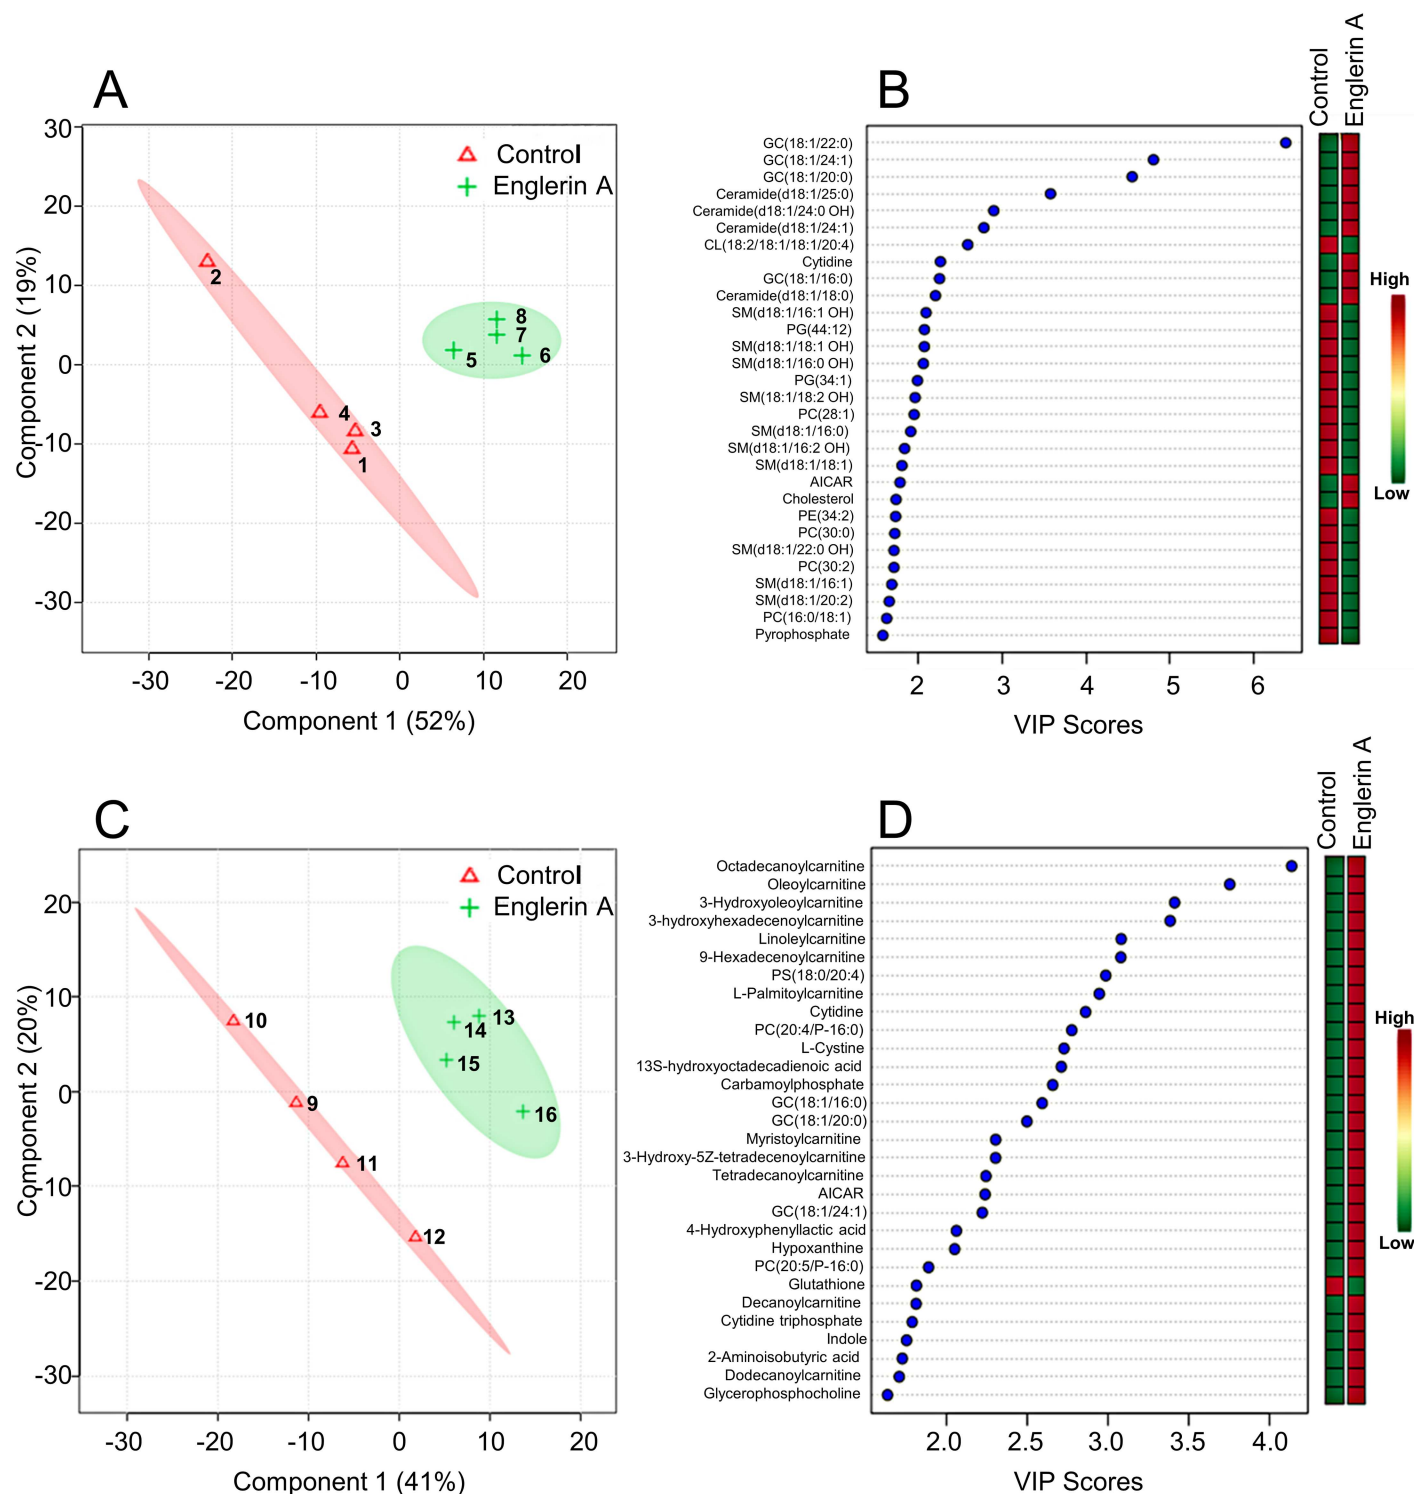 A
Control
Englerin A
30
20
10
0
-10
-20
-30
Component 2 (19%)
2
4
3
1
8
7
5
6
-30
-20
-10
0
10
20
Component 1 (52%)
B
Control
Englerin A
GC(18:1/22:0)
GC(18:1/24:1)
GC(18:1/20:0)
Ceramide(d18:1/25:0)
Ceramide(d18:1/24:0 OH)
Ceramide(d18:1/24:1)
CL(18:2/18:1/18:1/20:4)
Cytidine
GC(18:1/16:0)
Ceramide(d18:1/18:0)
SM(d18:1/16:1 OH)
PG(44:12)
SM(d18:1/18:1 OH)
SM(d18:1/16:0 OH)
PG(34:1)
SM(18:1/18:2 OH)
PC(28:1)
SM(d18:1/16:0)
SM(d18:1/16:2 OH)
SM(d18:1/18:1)
AICAR
Cholesterol
PE(34:2)
PC(30:0)
SM(d18:1/22:0 OH)
PC(30:2)
SM(d18:1/16:1)
SM(d18:1/20:2)
PC(16:0/18:1)
Pyrophosphate
2
3
4
5
6
VIP Scores
High
Low
C
Control
Englerin A
20
10
0
-10
-20
-30
Component 2 (20%)
10
9
11
12
13
14
15
16
-30
-20
-10
0
10
20
Component 1 (41%)
D
Control
Englerin A
Octadecanoylcarnitine
Oleoylcarnitine
3-Hydroxyoleoylcarnitine
3-hydroxyhexadecenoylcarnitine
Linoleylcarnitine
9-Hexadecenoylcarnitine
PS(18:0/20:4)
L-Palmitoylcarnitine
Cytidine
PC(20:4/P-16:0)
L-Cystine
13S-hydroxyoctadecadienoic acid
Carbamoylphosphate
GC(18:1/16:0)
GC(18:1/20:0)
Myristoylcarnitine
3-Hydroxy-5Z-tetradecenoylcarnitine
Tetradecanoylcarnitine
AICAR
GC(18:1/24:1)
4-Hydroxyphenyllactic acid
Hypoxanthine
PC(20:5/P-16:0)
Glutathione
Decanoylcarnitine
Cytidine triphosphate
Indole
2-Aminoisobutyric acid
Dodecanoylcarnitine
Glycerophosphocholine
2.0
2.5
3.0
3.5
4.0
VIP Scores
High
Low